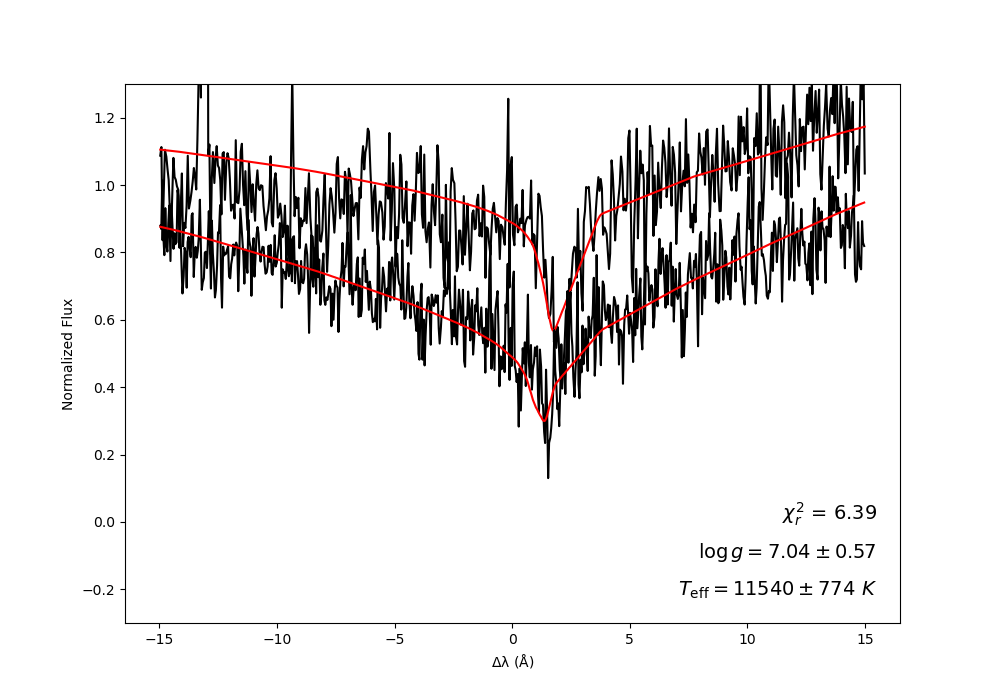 Normalized Flux
1.2
1.0
0.8
0.6
0.4
0.2
0.0
−0.2
χ²ᵣ = 6.39
log g = 7.04 ± 0.57
T_eff = 11540 ± 774 K
−15 −10 −5 0 5 10 15
Δλ (Å)